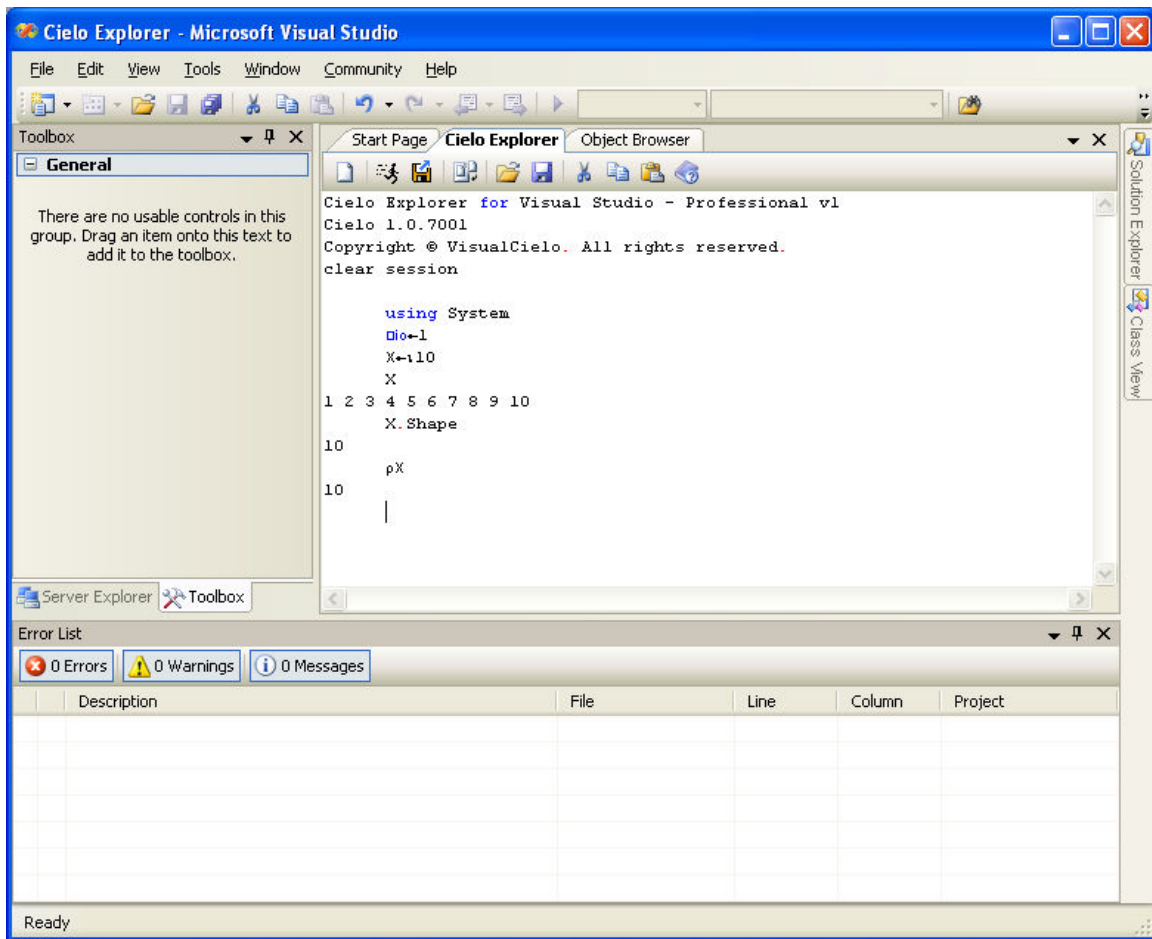 Cielo Explorer - Microsoft Visual Studio
File Edit View Tools Window Community Help
Toolbox
General
There are no usable controls in this
group. Drag an item onto this text to
add it to the toolbox.
Server Explorer Toolbox
Start Page Cielo Explorer Object Browser
Cielo Explorer for Visual Studio - Professional v1
Cielo 1.0.7001
Copyright © VisualCielo. All rights reserved.
clear session
using System
⎕io←1
X←⍳10
X
1 2 3 4 5 6 7 8 9 10
X.Shape
10
⍴X
10
Solution Explorer
Class View
Error List
0 Errors 0 Warnings 0 Messages
Description File Line Column Project
Ready